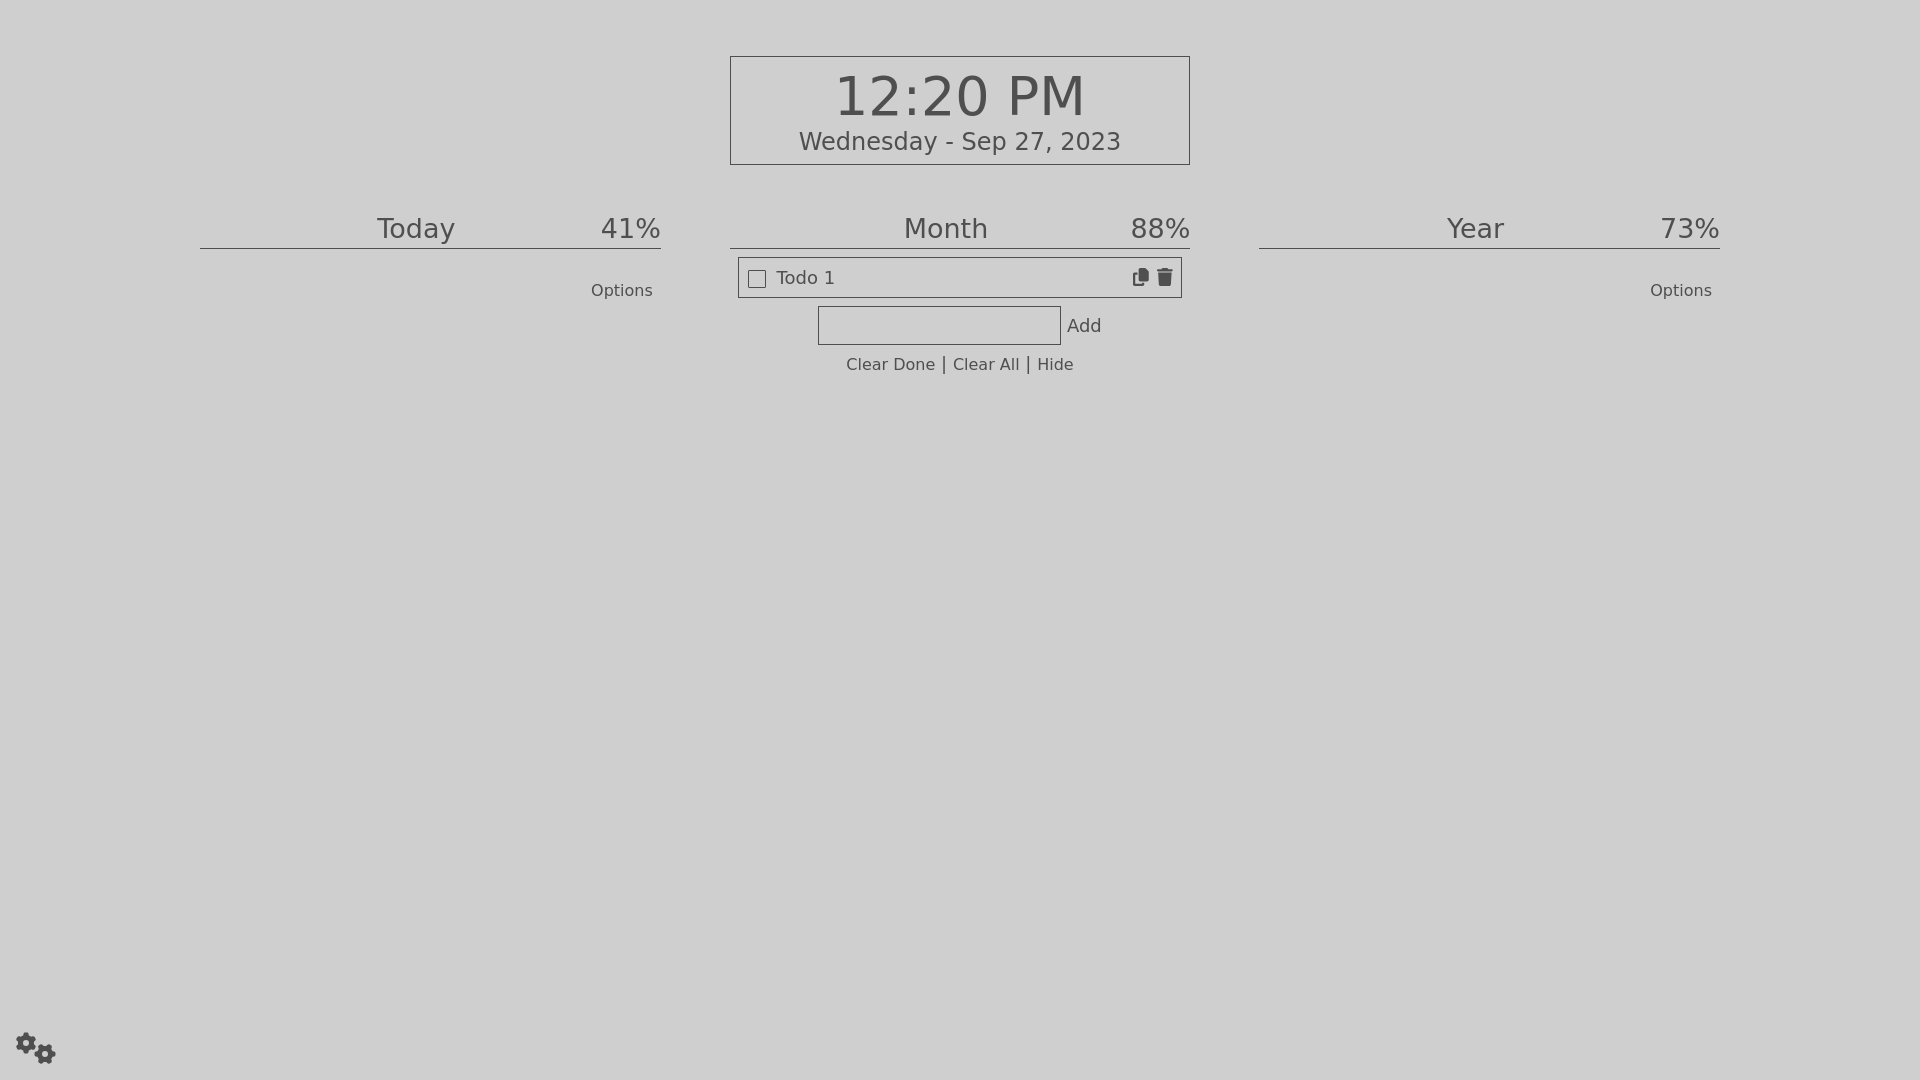 12:20 PM
Wednesday - Sep 27, 2023
Today 41%
Options
Month 88%
Todo 1
Add
Clear Done | Clear All | Hide
Year 73%
Options